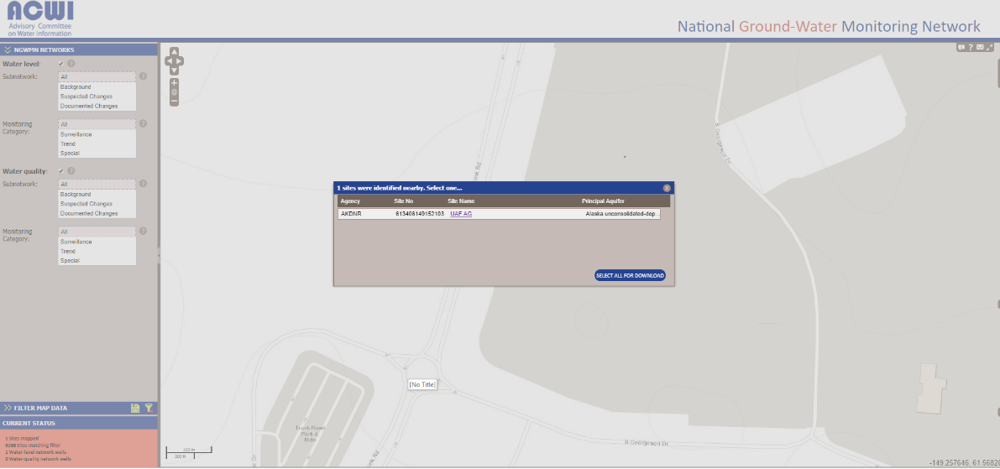 ACWI
Advisory Committee
on Water Information
National Ground-Water Monitoring Network
NGWMN NETWORKS
Water level:
Subnetwork:
All
Background
Suspected Changes
Documented Changes
Monitoring
Category:
All
Surveillance
Trend
Special
Water quality:
Subnetwork:
All
Background
Suspected Changes
Documented Changes
Monitoring
Category:
All
Surveillance
Trend
Special
FILTER MAP DATA
CURRENT STATUS
1 Sites mapped
Sites matching filter
Water-level network wells
0 Water-quality network wells
S Georgeson Dr
nk Rd
1 sites were identified nearby. Select one...
Agency Site No Site Name Principal Aquifer
AKDNR 613406149152103 UAF AG Alaska unconsolidated-dep...
SELECT ALL FOR DOWNLOAD
[No Title]
Trunk Road
Park &
Ride
S Georgeson Dr
100 m
200 ft
nk Rd
-149.257646, 61.5682